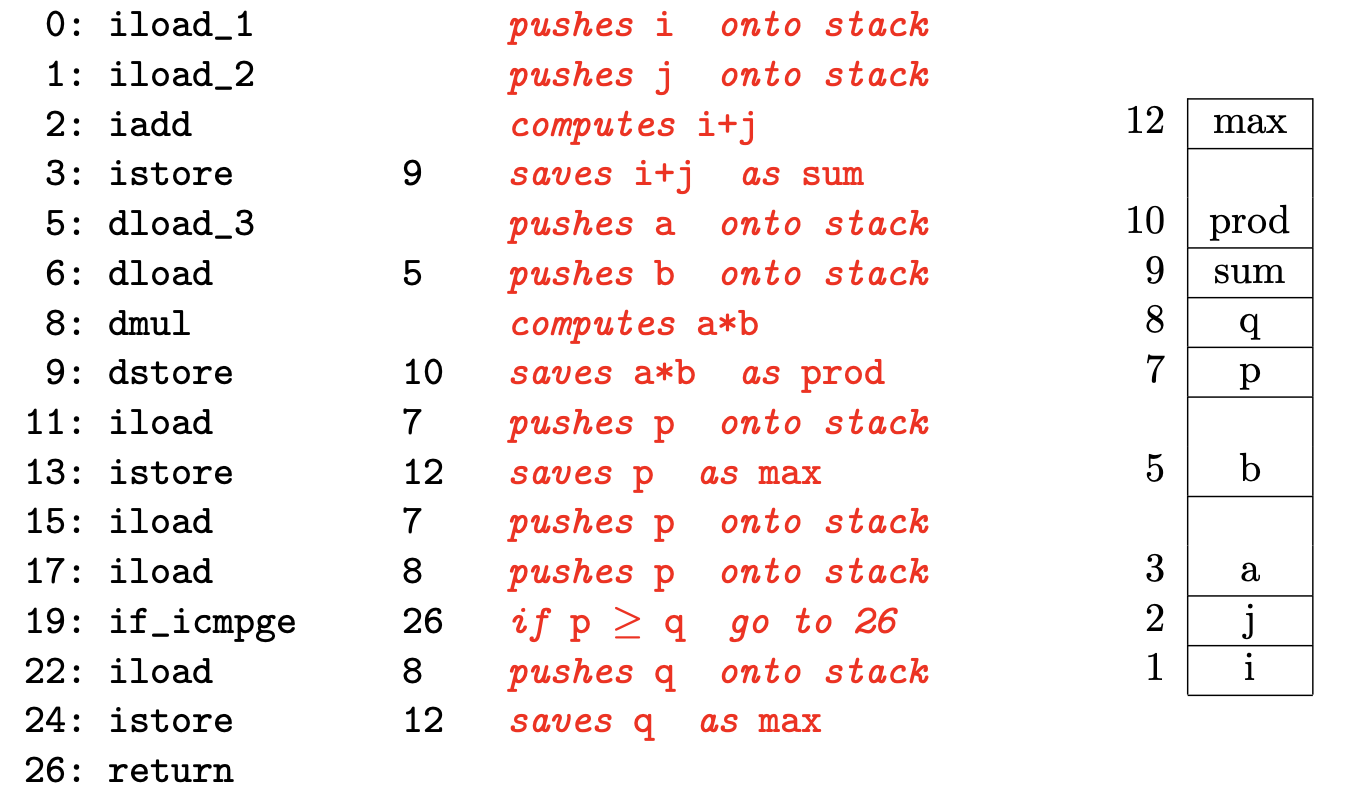 0: iload_1 pushes i onto stack
1: iload_2 pushes j onto stack
2: iadd computes i+j 12 max
3: istore 9 saves i+j as sum
5: dload_3 pushes a onto stack 10 prod
6: dload 5 pushes b onto stack 9 sum
8: dmul computes a*b 8 q
9: dstore 10 saves a*b as prod 7 p
11: iload 7 pushes p onto stack
13: istore 12 saves p as max 5 b
15: iload 7 pushes p onto stack
17: iload 8 pushes p onto stack 3 a
19: if_icmpge 26 if p ≥ q go to 26 2 j
22: iload 8 pushes q onto stack 1 i
24: istore 12 saves q as max
26: return